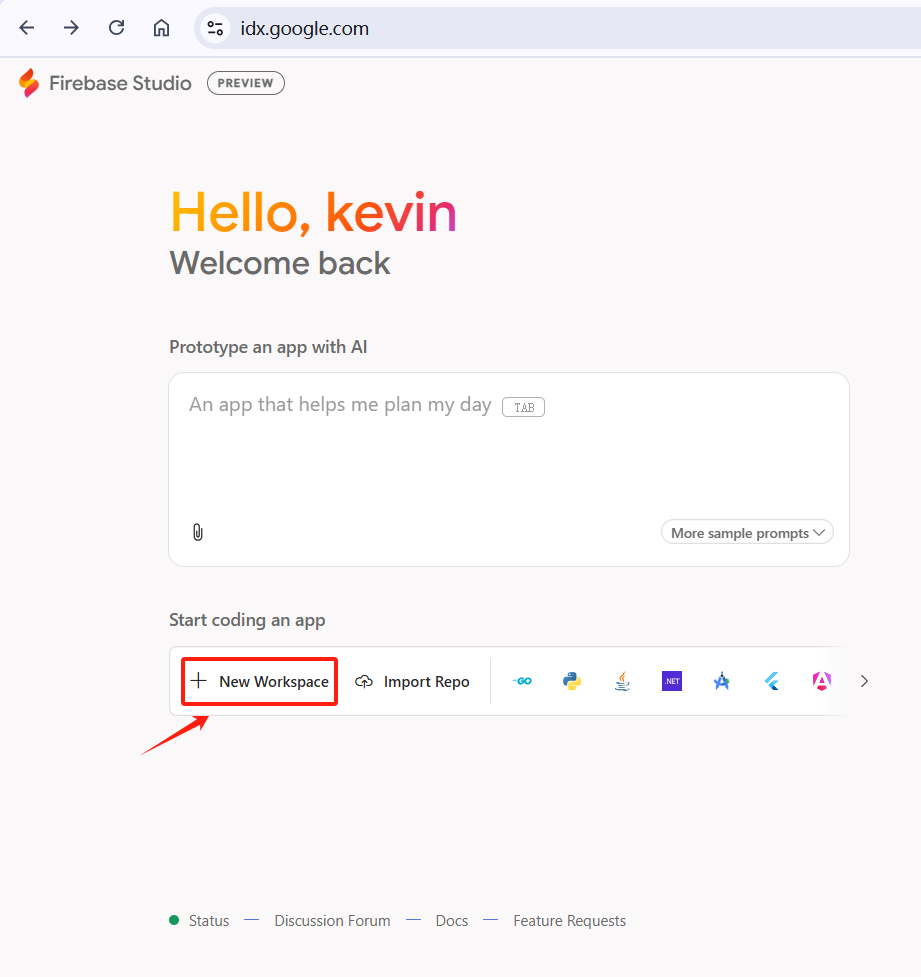 idx.google.com
Firebase Studio PREVIEW
Hello, kevin
Welcome back
Prototype an app with AI
An app that helps me plan my day TAB
More sample prompts
Start coding an app
New Workspace Import Repo GO .NET
Status — Discussion Forum — Docs — Feature Requests